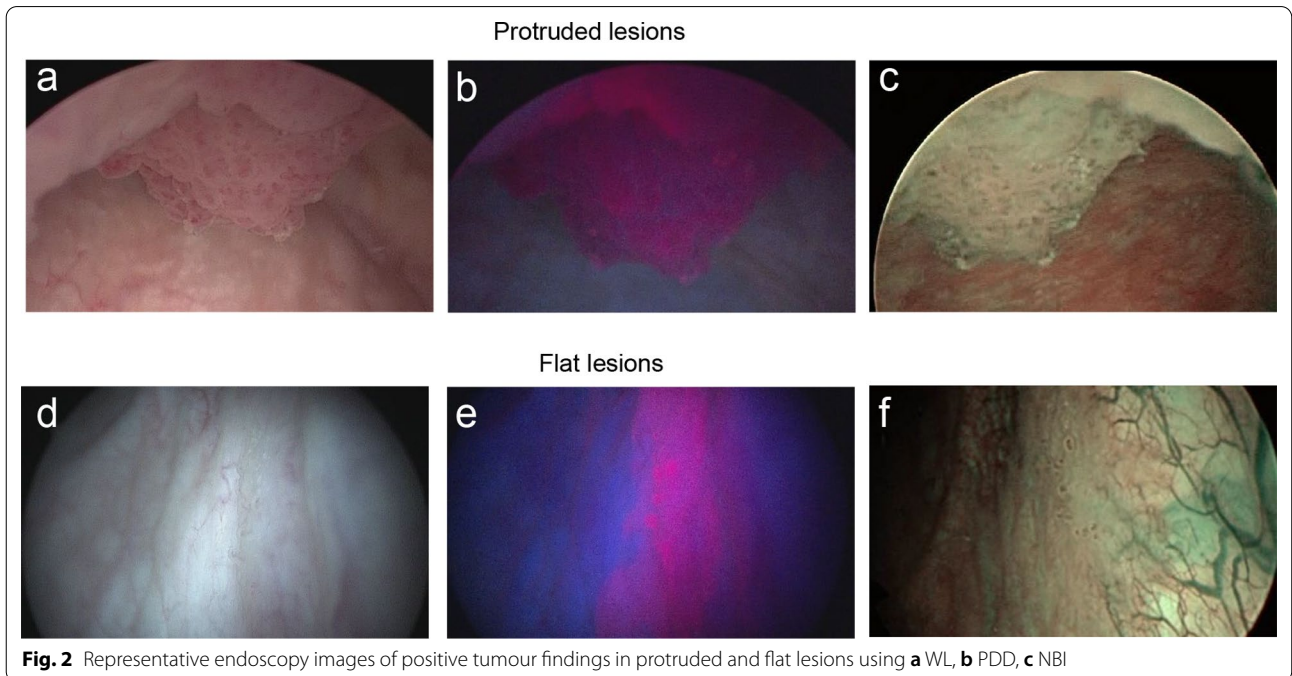 Protruded lesions
a b c
Flat lesions
d e f
Fig. 2 Representative endoscopy images of positive tumour findings in protruded and flat lesions using a WL, b PDD, c NBI